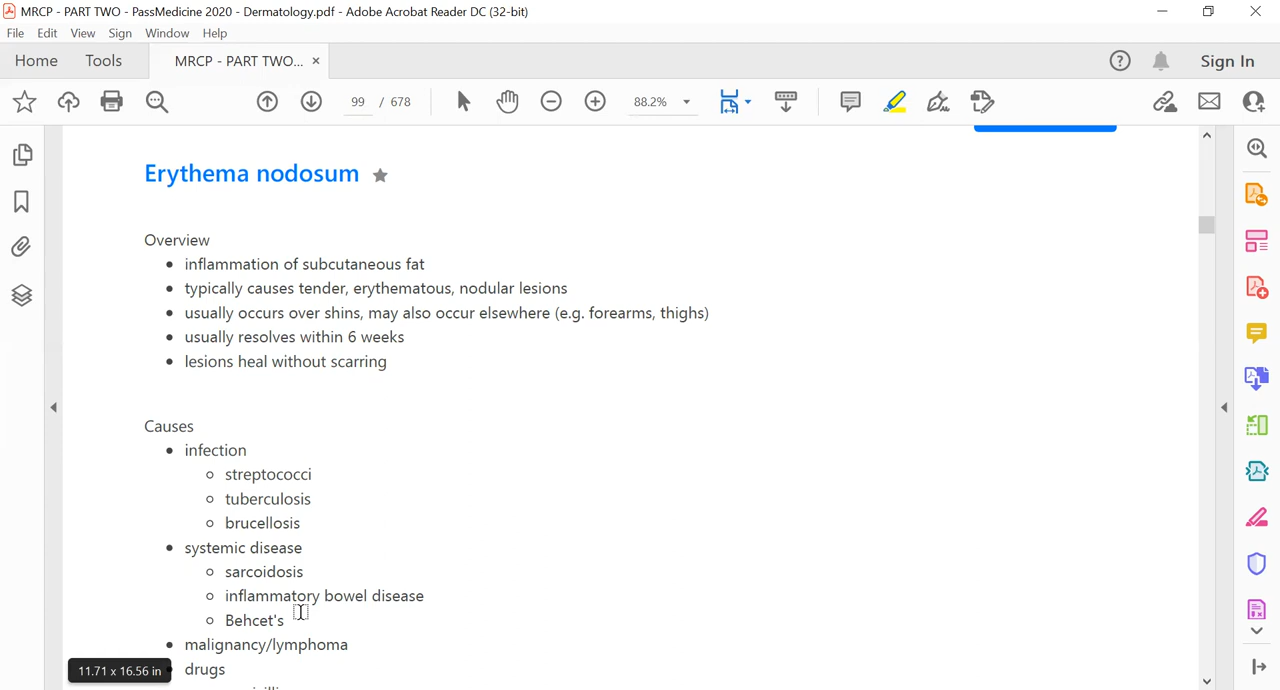 MRCP - PART TWO - PassMedicine 2020 - Dermatology.pdf - Adobe Acrobat Reader DC (32-bit)
File Edit View Sign Window Help
Home Tools MRCP - PART TWO... × Sign In
99 / 678 88.2%
Erythema nodosum
Overview
• inflammation of subcutaneous fat
• typically causes tender, erythematous, nodular lesions
• usually occurs over shins, may also occur elsewhere (e.g. forearms, thighs)
• usually resolves within 6 weeks
• lesions heal without scarring
Causes
• infection
o streptococci
o tuberculosis
o brucellosis
• systemic disease
o sarcoidosis
o inflammatory bowel disease
o Behcet's
• malignancy/lymphoma
• drugs
11.71 x 16.56 in